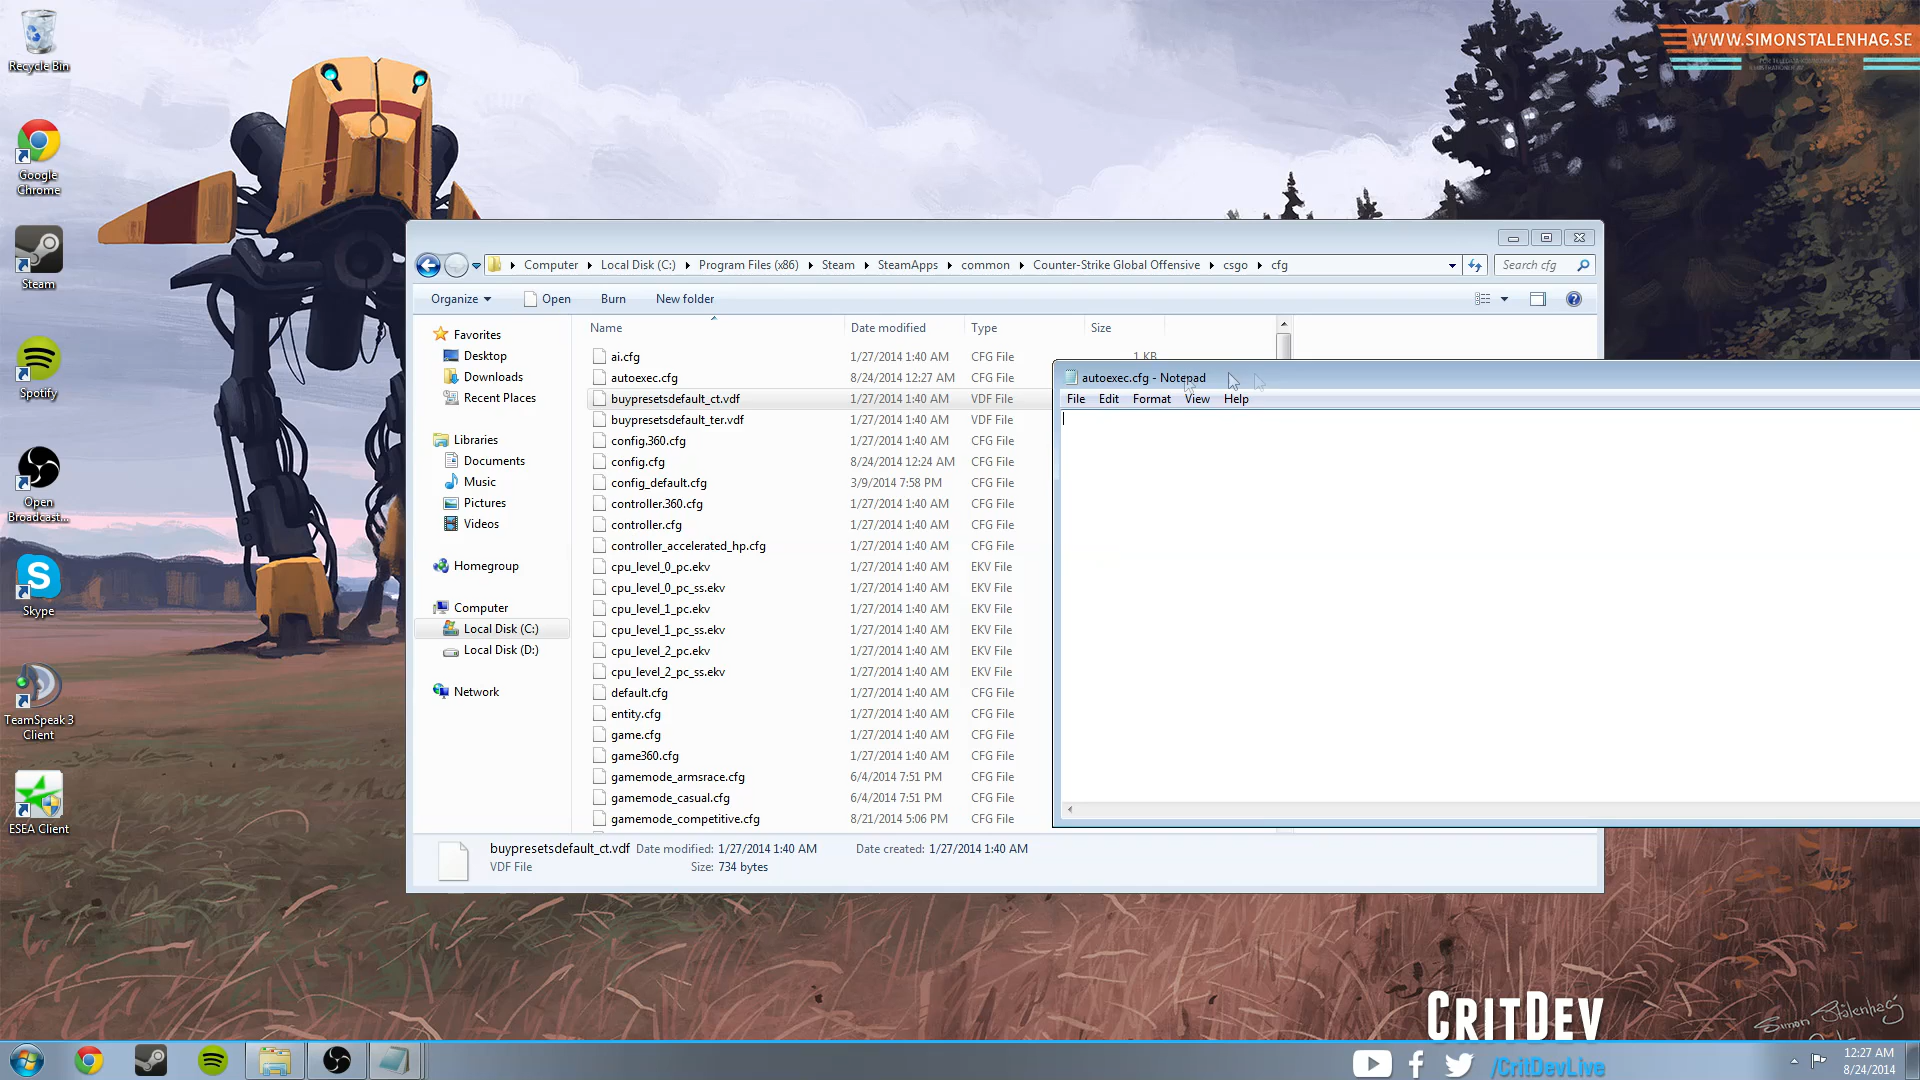 Recycle Bin
Google
Chrome
Steam
Spotify
Open
Broadcast...
Skype
TeamSpeak 3
Client
ESEA Client
WWW.SIMONSTALENHAG.SE
Computer Local Disk (C:) Program Files (x86) Steam SteamApps common Counter-Strike Global Offensive csgo cfg
Search cfg
Organize Open Burn New folder
Favorites
Desktop
Downloads
Recent Places
Libraries
Documents
Music
Pictures
Videos
Homegroup
Computer
Local Disk (C:)
Local Disk (D:)
Network
Name Date modified Type Size
ai.cfg 1/27/2014 1:40 AM CFG File 1 KB
autoexec.cfg 8/24/2014 12:27 AM CFG File
buypresetsdefault_ct.vdf 1/27/2014 1:40 AM VDF File
buypresetsdefault_ter.vdf 1/27/2014 1:40 AM VDF File
config.360.cfg 1/27/2014 1:40 AM CFG File
config.cfg 8/24/2014 12:24 AM CFG File
config_default.cfg 3/9/2014 7:58 PM CFG File
controller.360.cfg 1/27/2014 1:40 AM CFG File
controller.cfg 1/27/2014 1:40 AM CFG File
controller_accelerated_hp.cfg 1/27/2014 1:40 AM CFG File
cpu_level_0_pc.ekv 1/27/2014 1:40 AM EKV File
cpu_level_0_pc_ss.ekv 1/27/2014 1:40 AM EKV File
cpu_level_1_pc.ekv 1/27/2014 1:40 AM EKV File
cpu_level_1_pc_ss.ekv 1/27/2014 1:40 AM EKV File
cpu_level_2_pc.ekv 1/27/2014 1:40 AM EKV File
cpu_level_2_pc_ss.ekv 1/27/2014 1:40 AM EKV File
default.cfg 1/27/2014 1:40 AM CFG File
entity.cfg 1/27/2014 1:40 AM CFG File
game.cfg 1/27/2014 1:40 AM CFG File
game360.cfg 1/27/2014 1:40 AM CFG File
gamemode_armsrace.cfg 6/4/2014 7:51 PM CFG File
gamemode_casual.cfg 6/4/2014 7:51 PM CFG File
gamemode_competitive.cfg 8/21/2014 5:06 PM CFG File
buypresetsdefault_ct.vdf Date modified: 1/27/2014 1:40 AM Date created: 1/27/2014 1:40 AM
VDF File Size: 734 bytes
autoexec.cfg - Notepad
File Edit Format View Help
CRITDEV
Simon Stålenhag
/CritDevLive
12:27 AM
8/24/2014